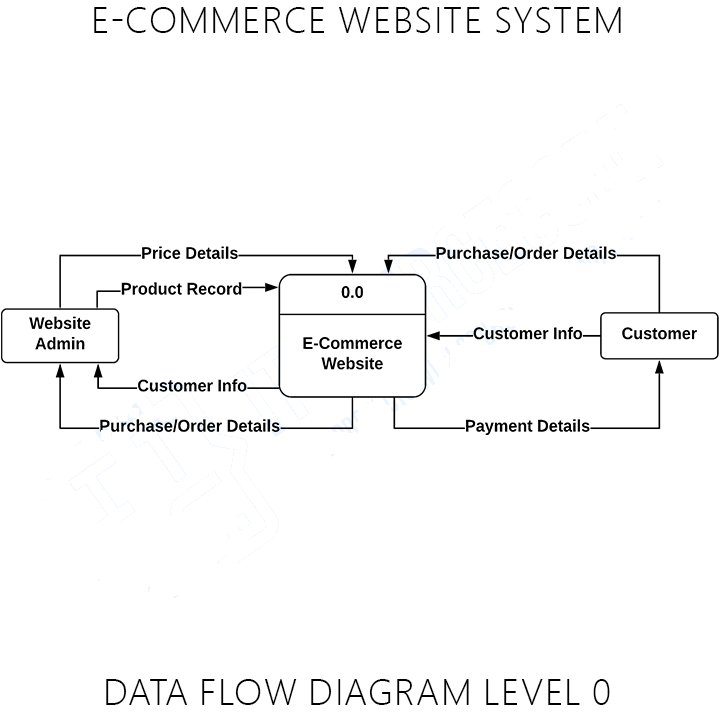 E-COMMERCE WEBSITE SYSTEM
Price Details
Purchase/Order Details
Product Record
0.0
Website
Admin
E-Commerce
Website
Customer Info
Customer
Customer Info
Purchase/Order Details
Payment Details
DATA FLOW DIAGRAM LEVEL 0